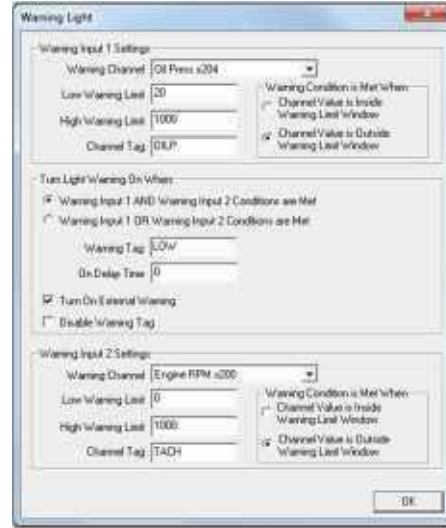 Warning Light
Warning Input 1 Settings
Warning Channel Oil Press s204
Low Warning Limit 20
High Warning Limit 1000
Channel Tag OILP
Warning Condition is Met When
Channel Value is Inside
Warning Limit Window
Channel Value is Outside
Warning Limit Window
Turn Light Warning On When
Warning Input 1 AND Warning Input 2 Conditions are Met
Warning Input 1 OR Warning Input 2 Conditions are Met
Warning Tag LOW
On Delay Time 0
Turn On External Warning
Disable Warning Tag
Warning Input 2 Settings
Warning Channel Engine RPM s200
Low Warning Limit 0
High Warning Limit 1000
Channel Tag TACH
Warning Condition is Met When
Channel Value is Inside
Warning Limit Window
Channel Value is Outside
Warning Limit Window
OK